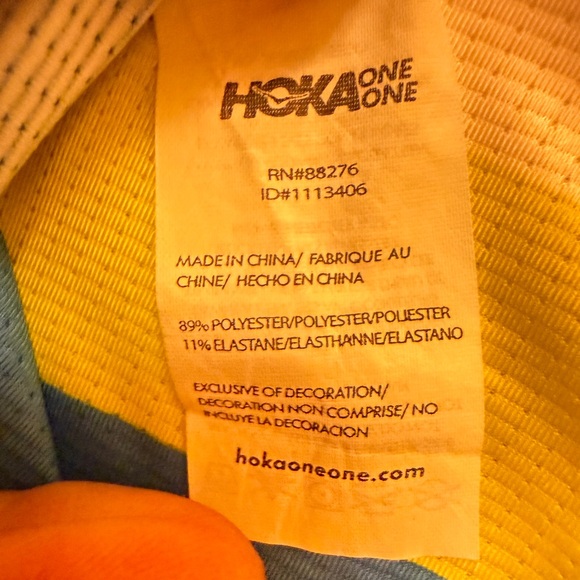 HOKA ONE ONE
RN#88276
ID#1113406
MADE IN CHINA/ FABRIQUE AU
CHINE/ HECHO EN CHINA
89% POLYESTER/POLYESTER/POLIESTER
11% ELASTANE/ELASTHANNE/ELASTANO
EXCLUSIVE OF DECORATION/
DECORATION NON COMPRISE/ NO
INCLUYE LA DECORACION
hokaoneone.com